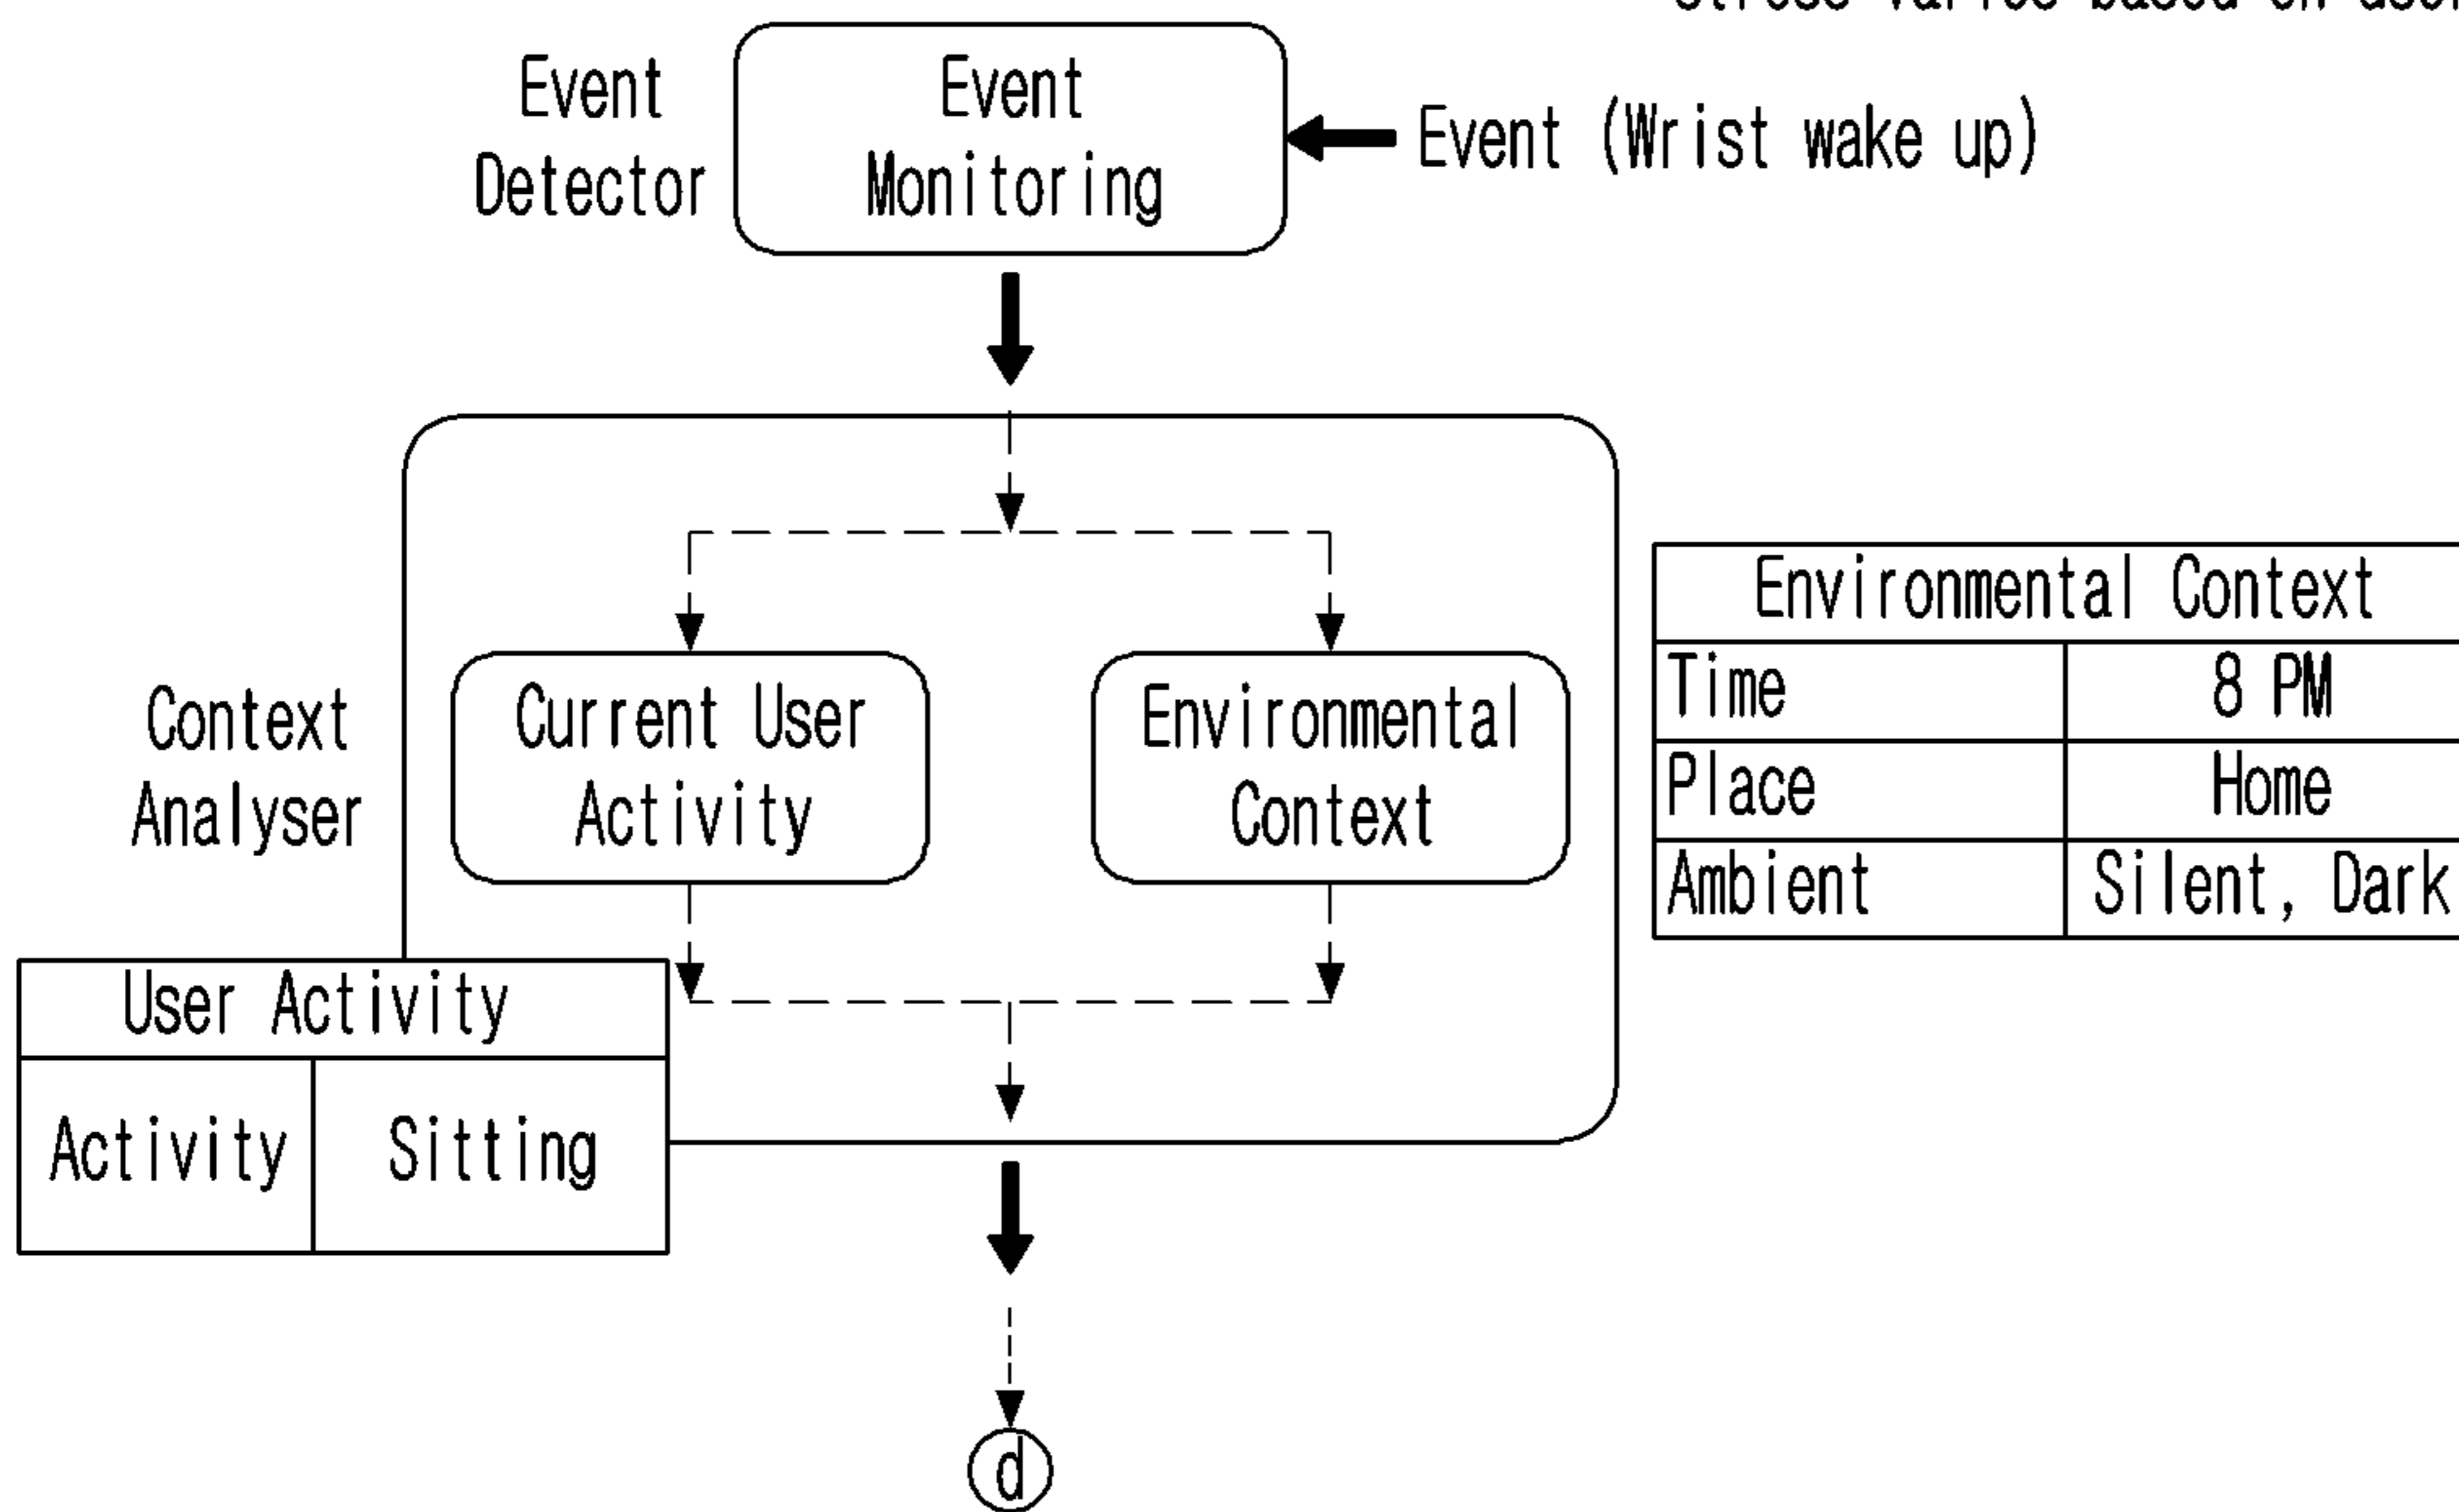 Event
Detector
Event
Monitoring
Event (Wrist wake up)
Context
Analyser
Current User
Activity
Environmental
Context
Environmental Context
Time 8 PM
Place Home
Ambient Silent, Dark
User Activity
Activity Sitting
d